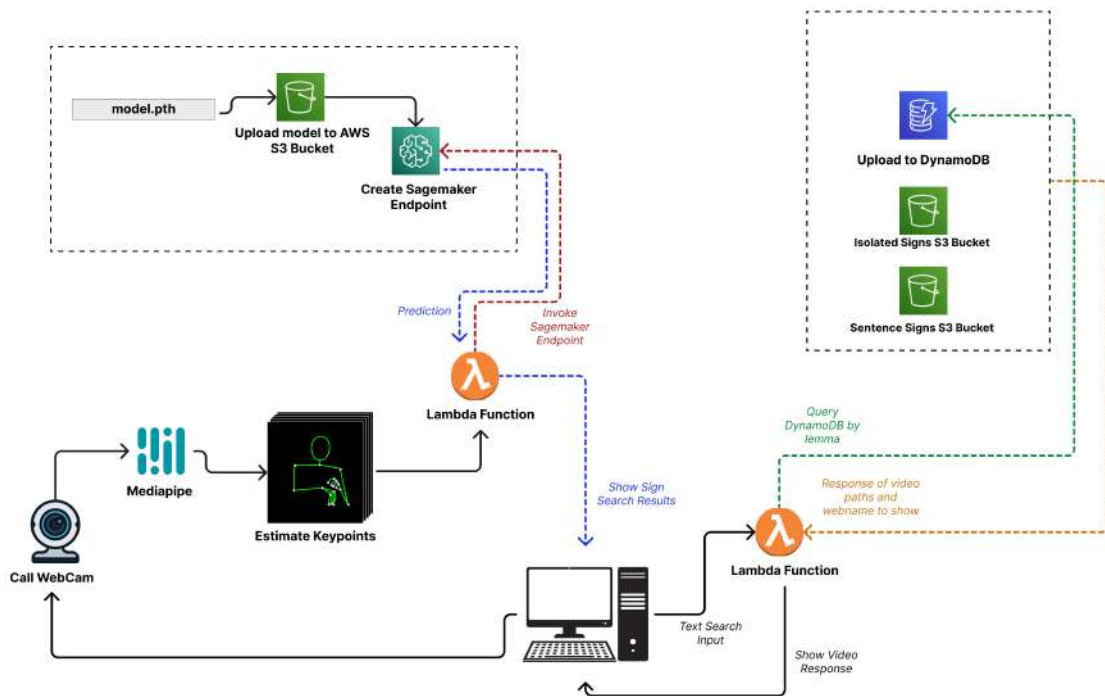 model.pth
Upload model to AWS
S3 Bucket
Create Sagemaker
Endpoint
Upload to DynamoDB
Isolated Signs S3 Bucket
Sentence Signs S3 Bucket
Prediction
Invoke
Sagemaker
Endpoint
Lambda Function
Mediapipe
Estimate Keypoints
Call WebCam
Show Sign
Search Results
Query
DynamoDB by
lemma
Response of video
paths and
webname to show
Lambda Function
Text Search
Input
Show Video
Response